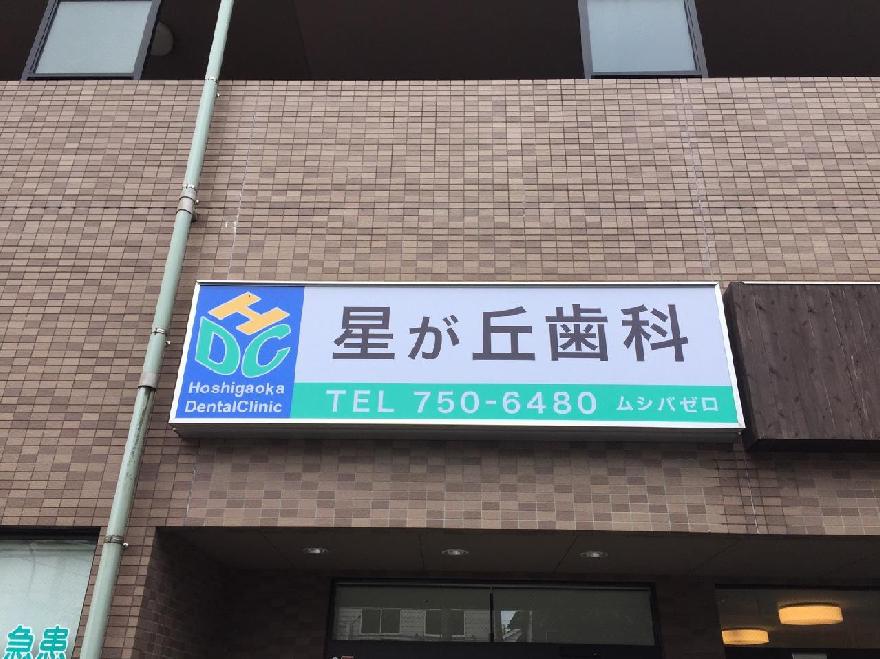 HDC
Hoshigaoka
DentalClinic
星が丘歯科
TEL 750-6480 ムシバゼロ
急患